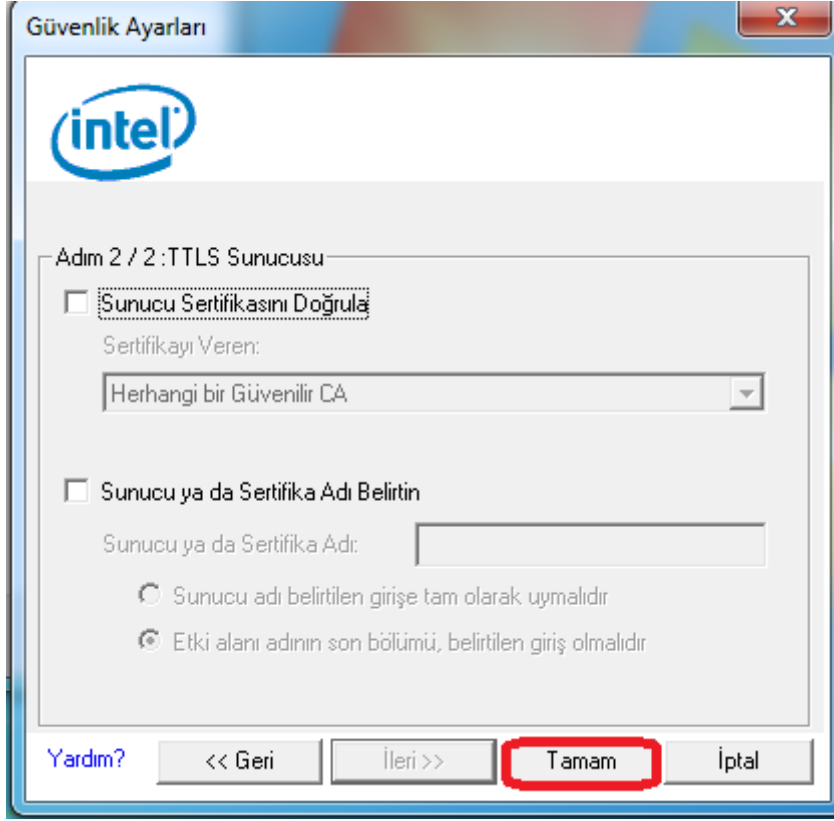 Güvenlik Ayarları
intel
Adım 2 / 2 :TTLS Sunucusu
Sunucu Sertifikasını Doğrula
Sertifikayı Veren:
Herhangi bir Güvenilir CA
Sunucu ya da Sertifika Adı Belirtin
Sunucu ya da Sertifika Adı:
Sunucu adı belirtilen girişe tam olarak uymalıdır
Etki alanı adının son bölümü, belirtilen giriş olmalıdır
Yardım? << Geri İleri >> Tamam İptal